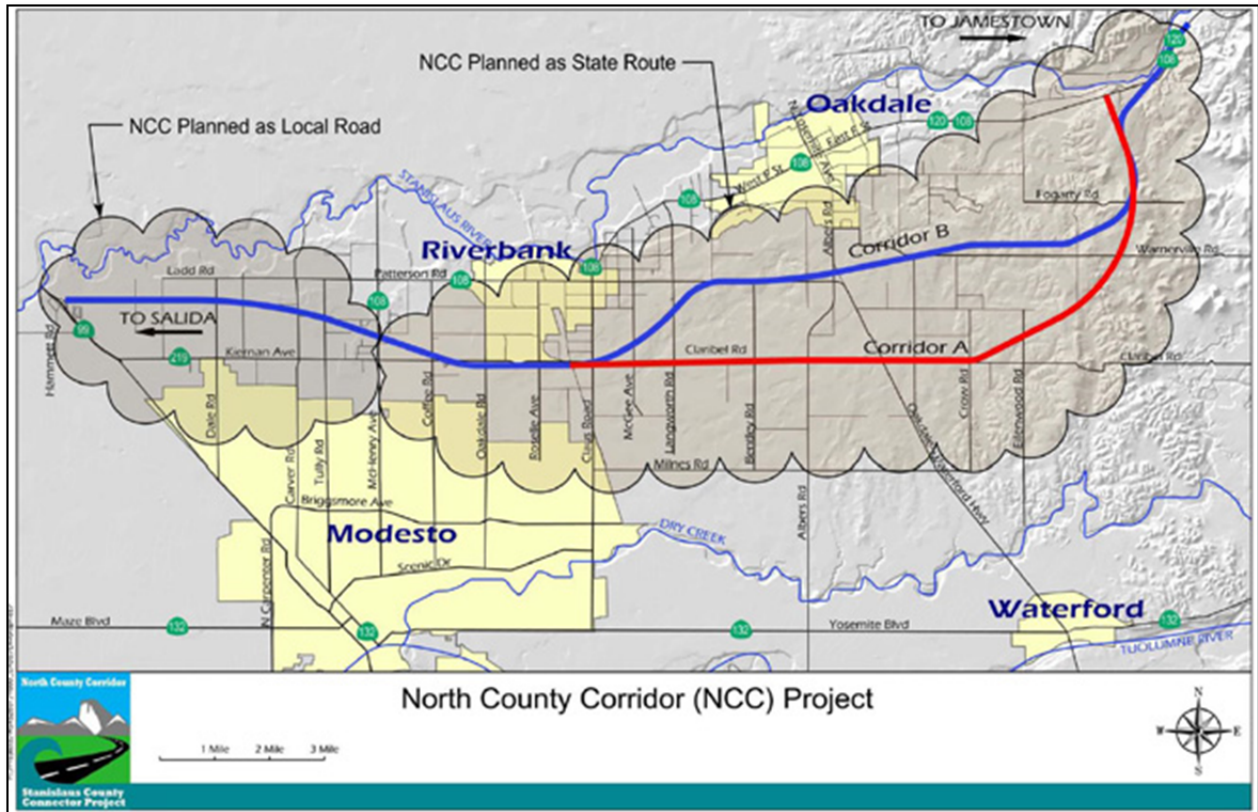 TO JAMESTOWN
120
108
NCC Planned as State Route
Oakdale
N Yosemite Ave
East F St
120
108
NCC Planned as Local Road
108
West F St
108
STANISLAUS RIVER
Fogarty Rd
Albers Rd
Corridor B
Riverbank
Warnerville Rd
108
Ladd Rd
Patterson Rd
108
108
TO SALIDA
99
Hammett Rd
219
Kiernan Ave
Claribel Rd
Corridor A
Claribel Rd
Dale Rd
Carver Rd
Tully Rd
McHenry Ave
Coffee Rd
Oakdale Rd
Roselle Ave
Claus Road
McGee Ave
Langworth Rd
Bentley Rd
Oakdale Waterford Hwy
Crow Rd
Ellenwood Rd
Milnes Rd
Briggsmore Ave
Albers Rd
Modesto
DRY CREEK
N Carpenter Rd
Scenic Dr
Waterford
Maze Blvd
132
132
132
Yosemite Blvd
132
TUOLUMNE RIVER
North County Corridor
North County Corridor (NCC) Project
N
W
E
S
1 Mile
2 Mile
3 Mile
Stanislaus County
Connector Project